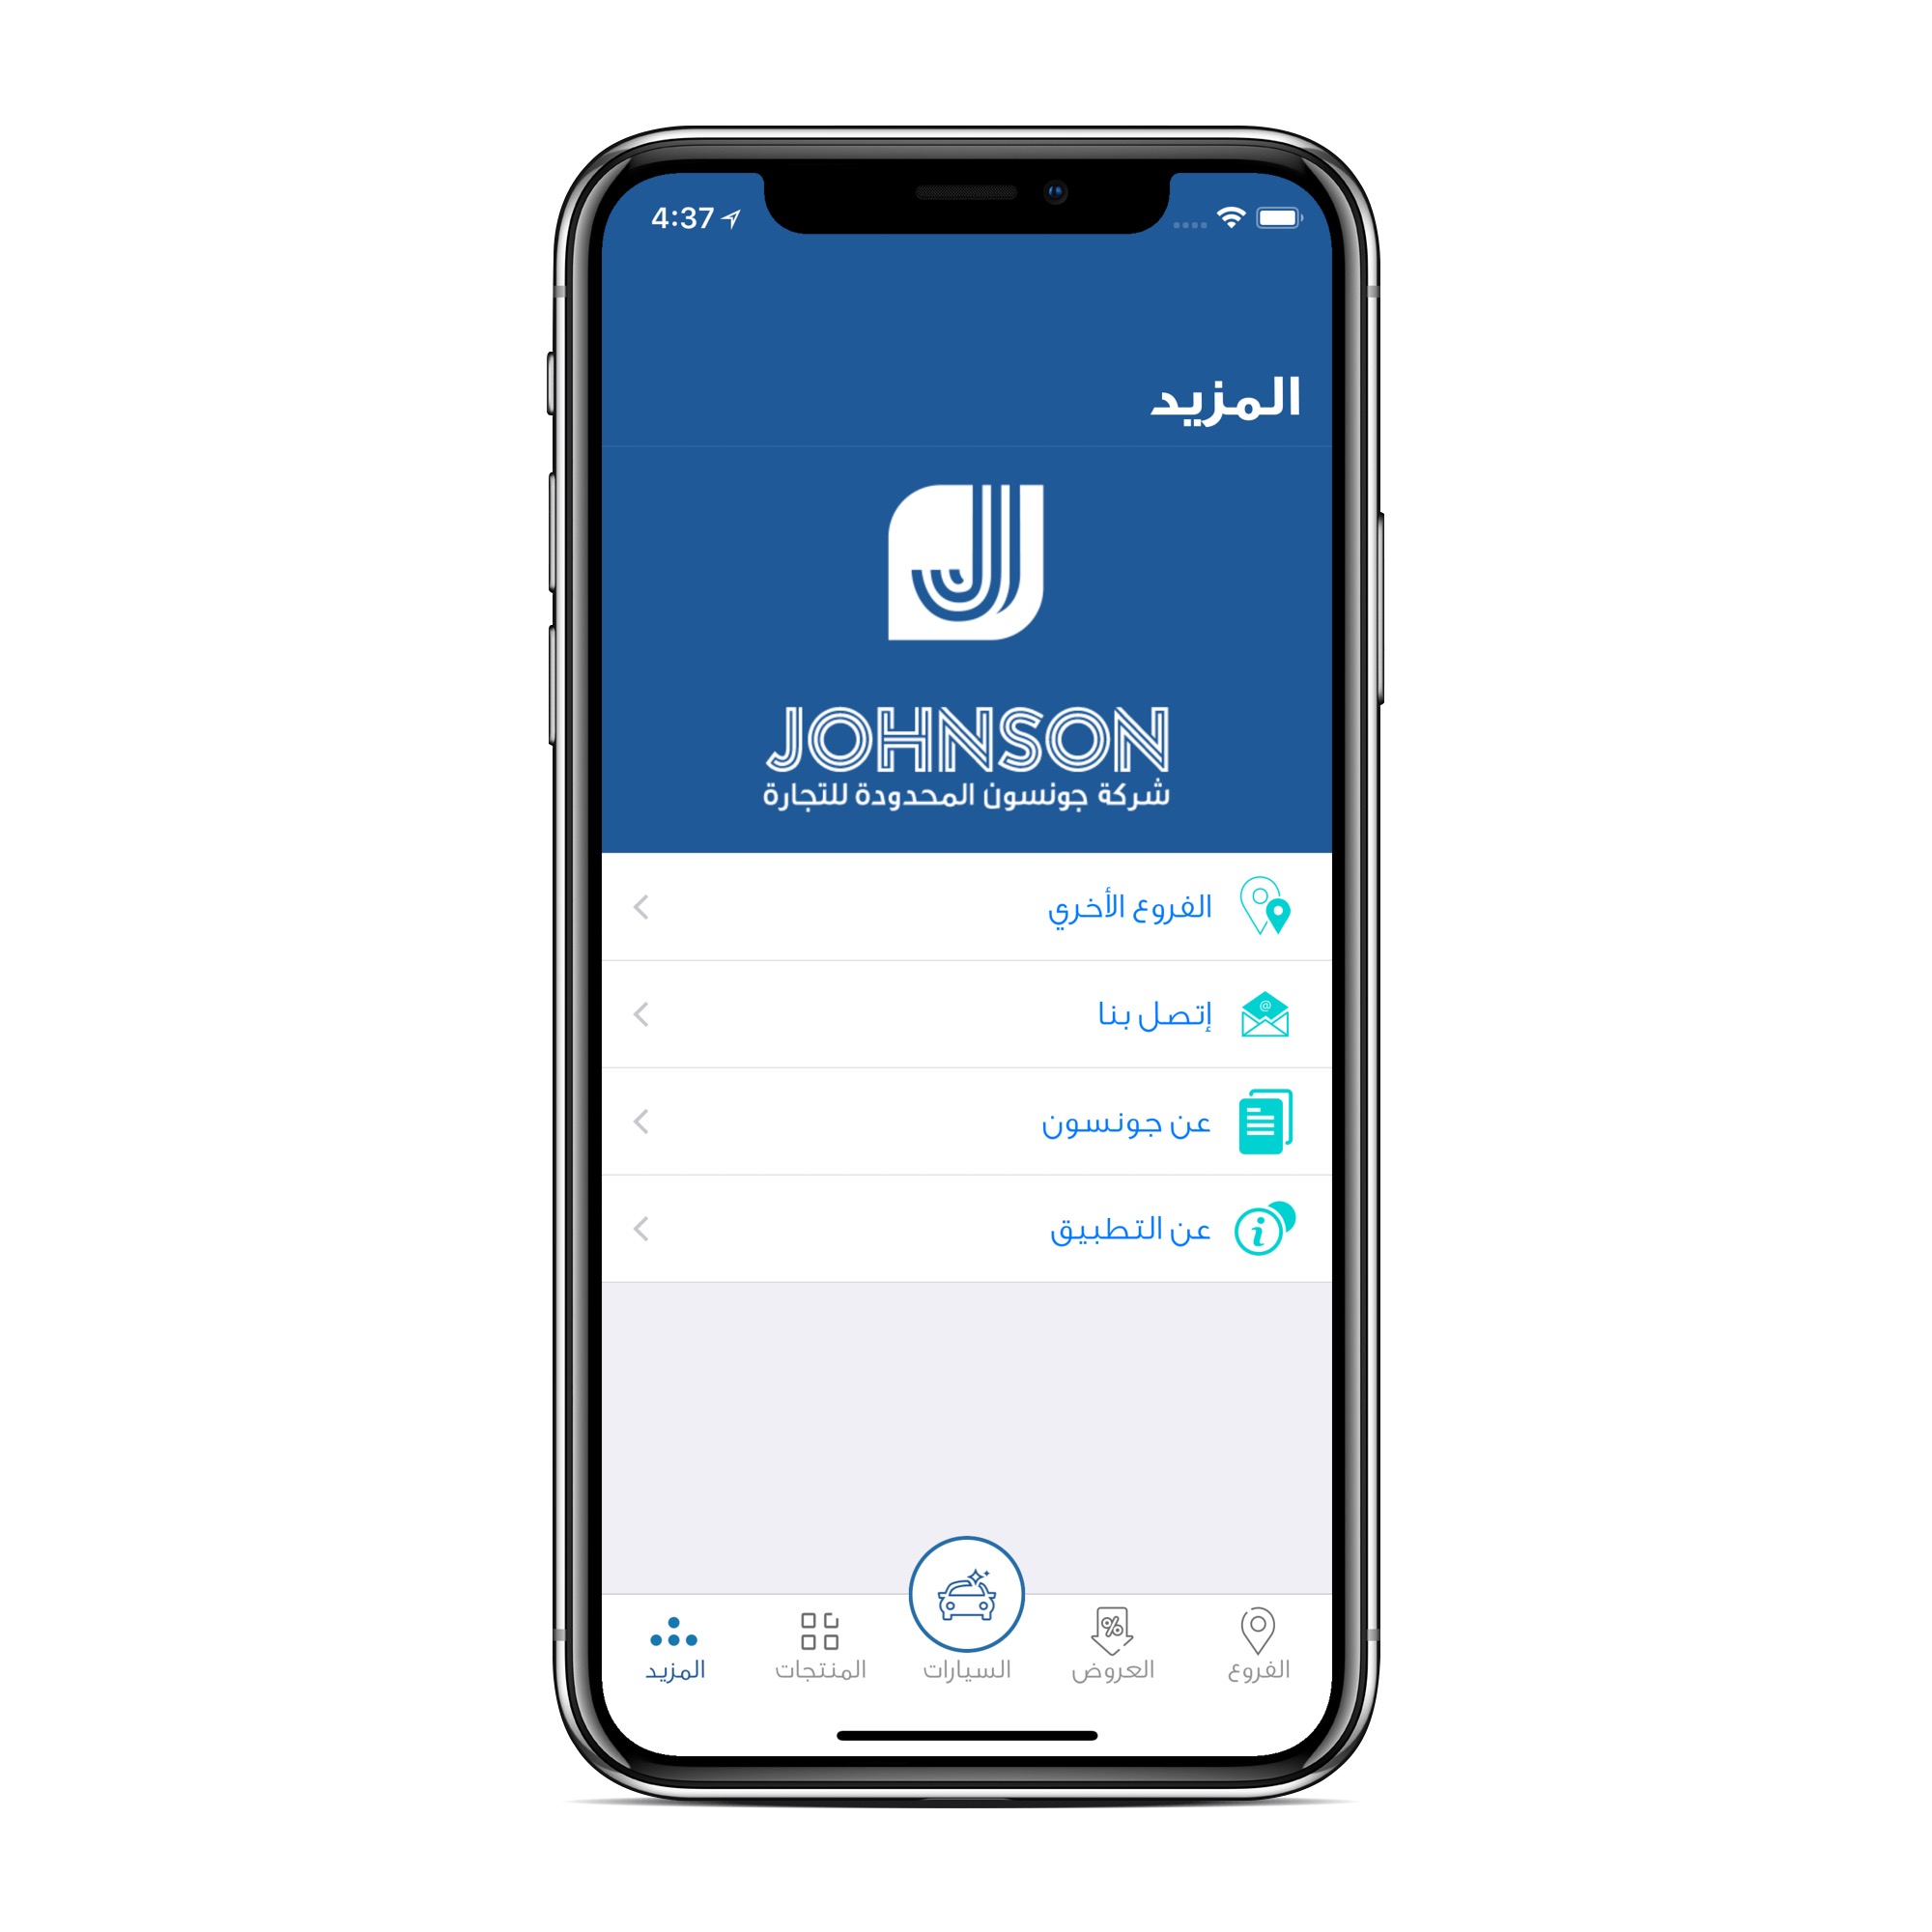 4:37
المزيد
JOHNSON
شركة جونسون المحدودة للتجارة
الفروع الأخري
إتصل بنا
عن جونسون
عن التطبيق
الفروع
العروض
السيارات
المنتجات
المزيد